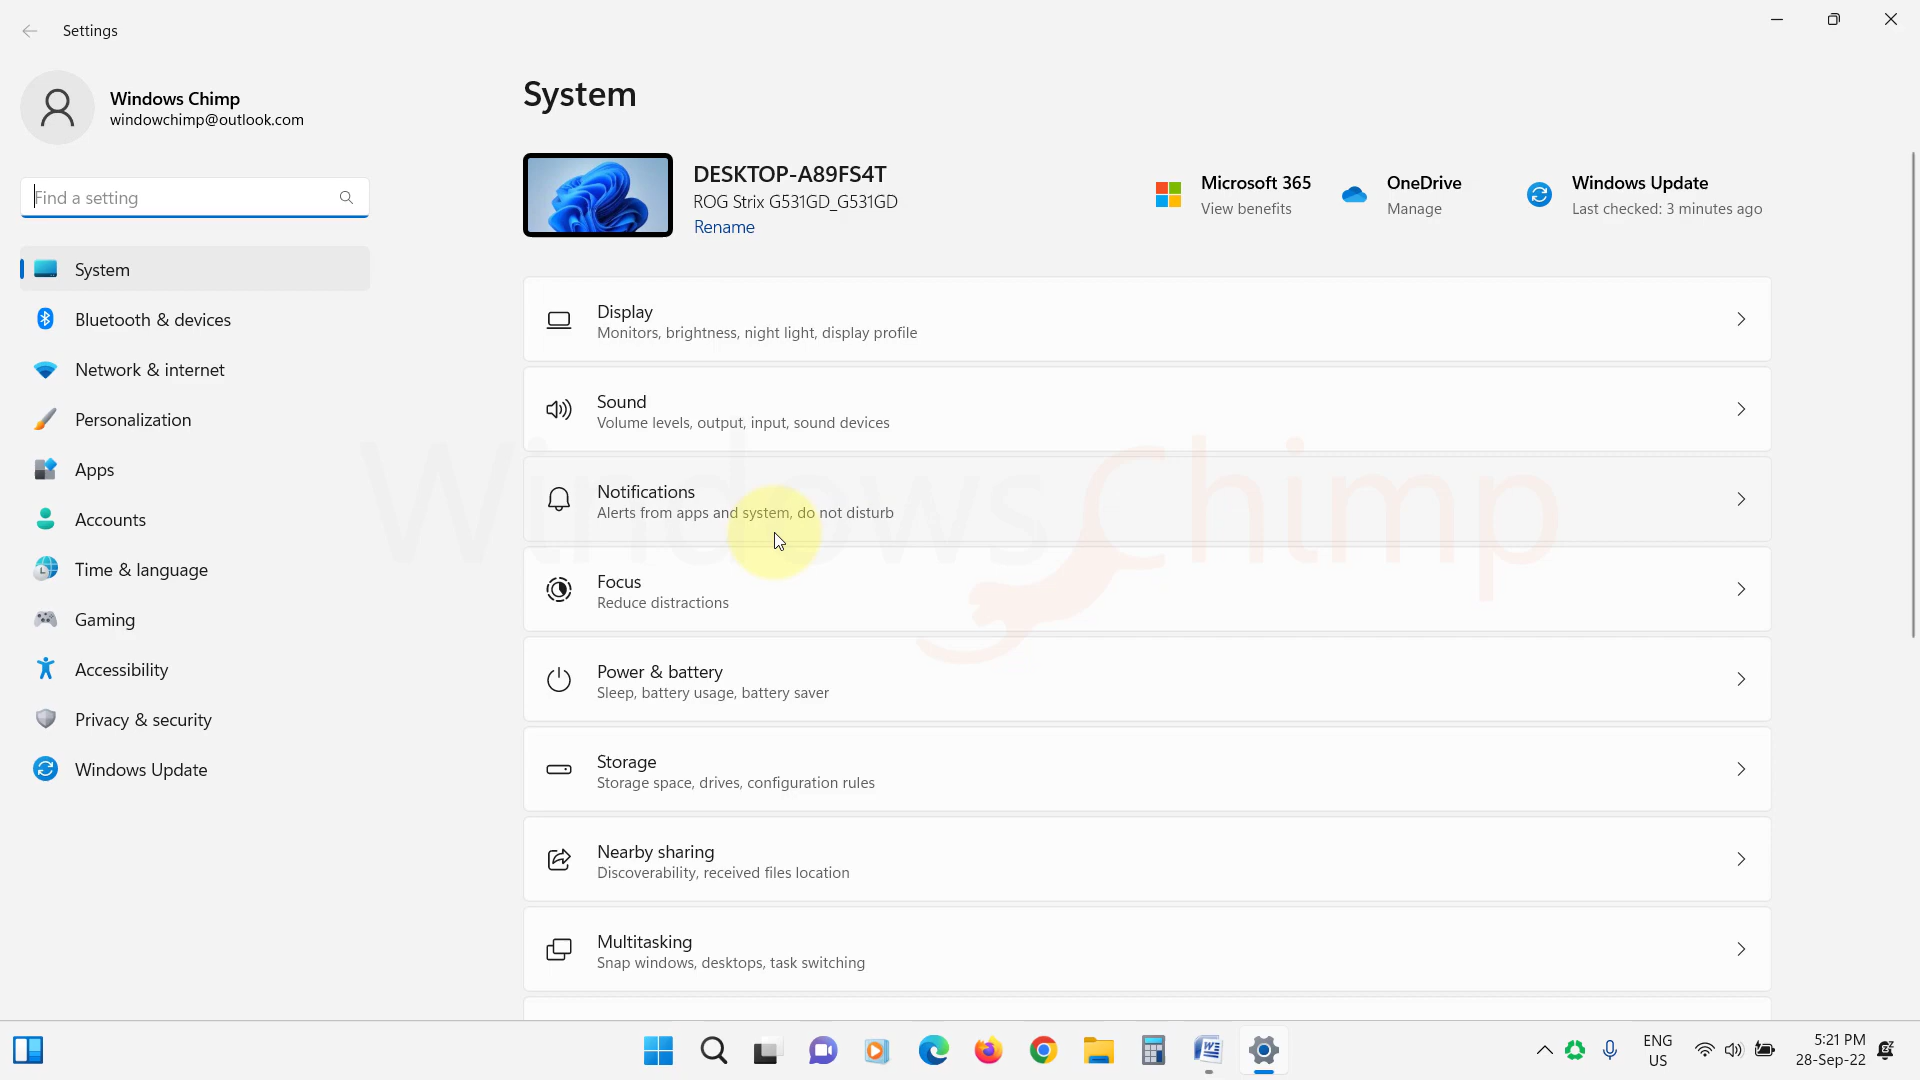 Settings
Windows Chimp
windowchimp@outlook.com
Find a setting
System
Bluetooth & devices
Network & internet
Personalization
Apps
Accounts
Time & language
Gaming
Accessibility
Privacy & security
Windows Update
System
DESKTOP-A89FS4T
ROG Strix G531GD_G531GD
Rename
Microsoft 365
View benefits
OneDrive
Manage
Windows Update
Last checked: 3 minutes ago
Display
Monitors, brightness, night light, display profile
Sound
Volume levels, output, input, sound devices
Notifications
Alerts from apps and system, do not disturb
Focus
Reduce distractions
Power & battery
Sleep, battery usage, battery saver
Storage
Storage space, drives, configuration rules
Nearby sharing
Discoverability, received files location
Multitasking
Snap windows, desktops, task switching
Windows Chimp
ENG
US
5:21 PM
28-Sep-22